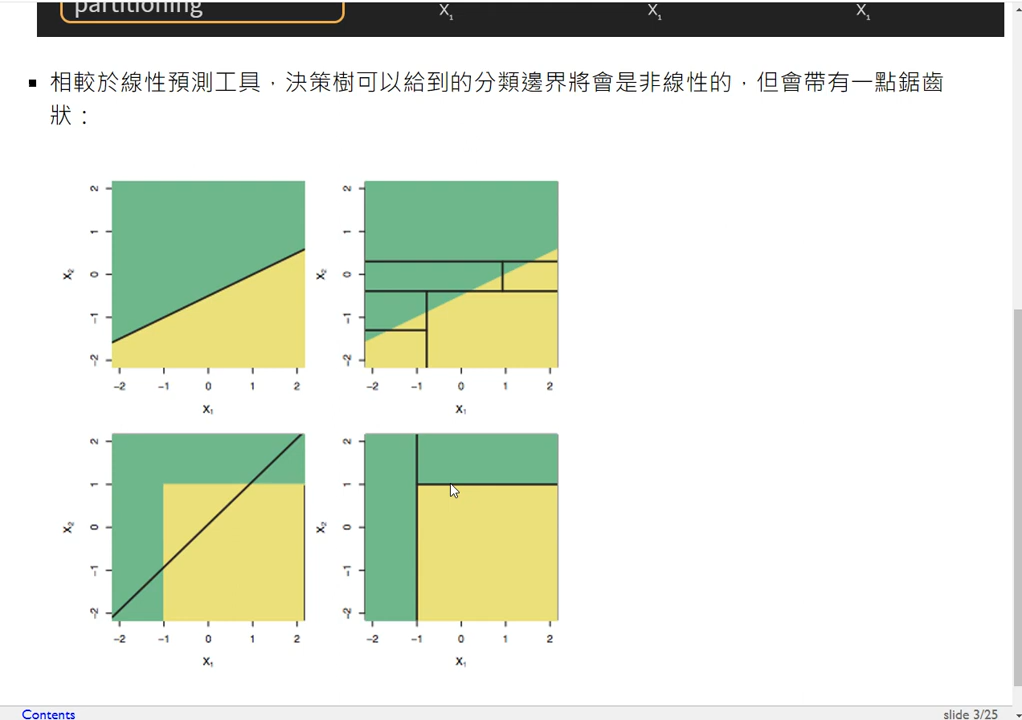 partitioning
X₁ X₁ X₁
▪ 相較於線性預測工具，決策樹可以給到的分類邊界將會是非線性的，但會帶有一點鋸齒
狀：
X₂
2
1
0
-1
-2
-2 -1 0 1 2
X₁
X₂
2
1
0
-1
-2
-2 -1 0 1 2
X₁
X₂
2
1
0
-1
-2
-2 -1 0 1 2
X₁
X₂
2
1
0
-1
-2
-2 -1 0 1 2
X₁
Contents
slide 3/25